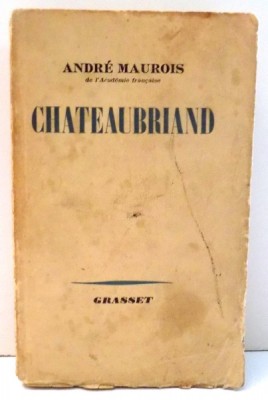 ANDRÉ MAUROIS
de l'Académie française
CHATEAUBRIAND
GRASSET